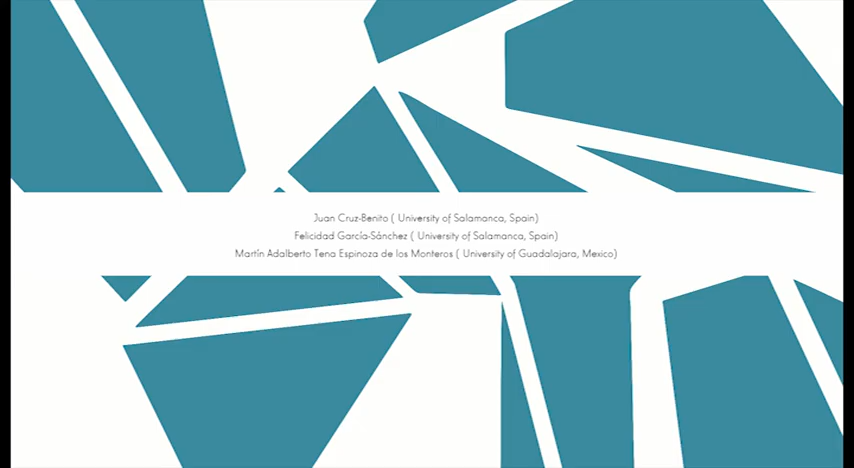 Juan Cruz-Benito ( University of Salamanca, Spain)
Felicidad García-Sánchez ( University of Salamanca, Spain)
Martín Adalberto Tena Espinoza de los Monteros ( University of Guadalajara, Mexico)